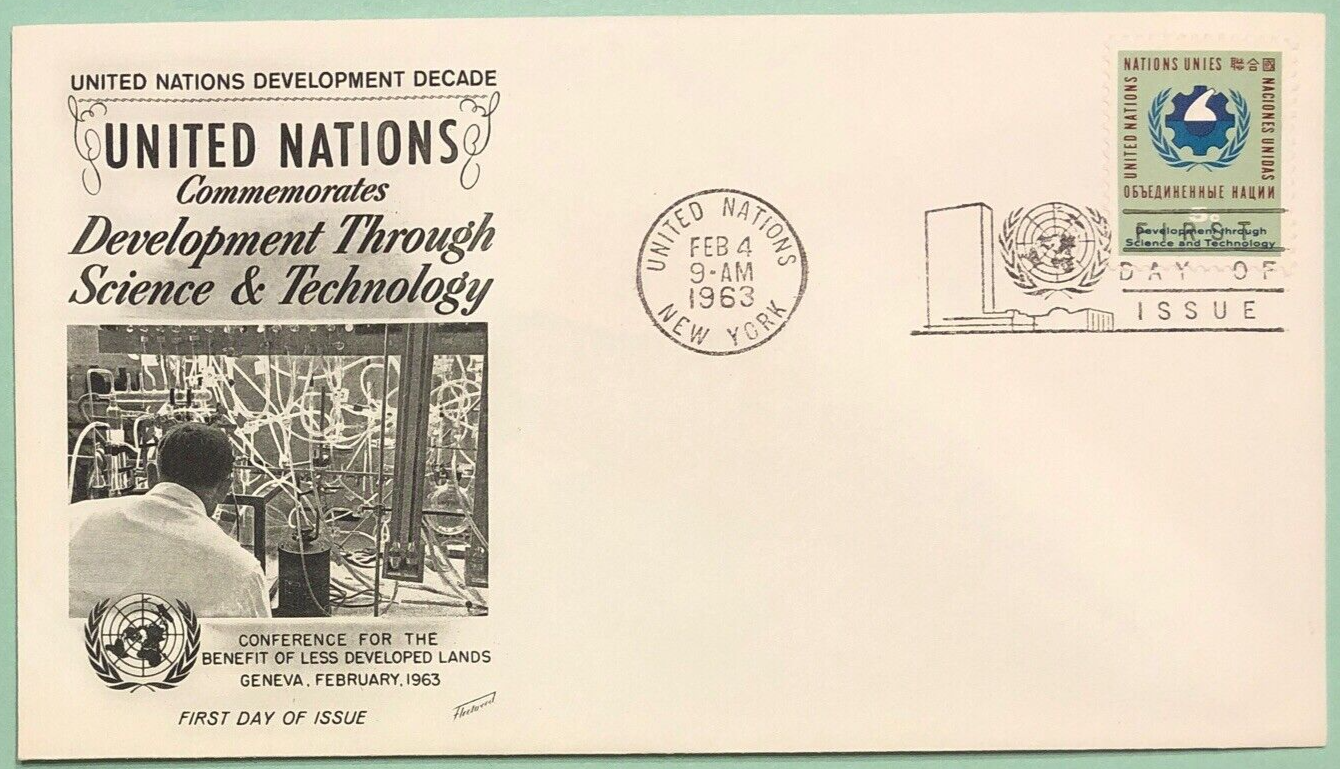 UNITED NATIONS DEVELOPMENT DECADE
UNITED NATIONS
Commemorates
Development Through
Science & Technology
CONFERENCE FOR THE
BENEFIT OF LESS DEVELOPED LANDS
GENEVA, FEBRUARY, 1963
FIRST DAY OF ISSUE
Fleetwood
UNITED NATIONS
FEB 4
9-AM
1963
NEW YORK
NATIONS UNIES 聯合國
UNITED NATIONS
NACIONES UNIDAS
ОБЪЕДИНЕННЫЕ НАЦИИ
5c
Development through
Science and Technology
FIRST
DAY OF
ISSUE